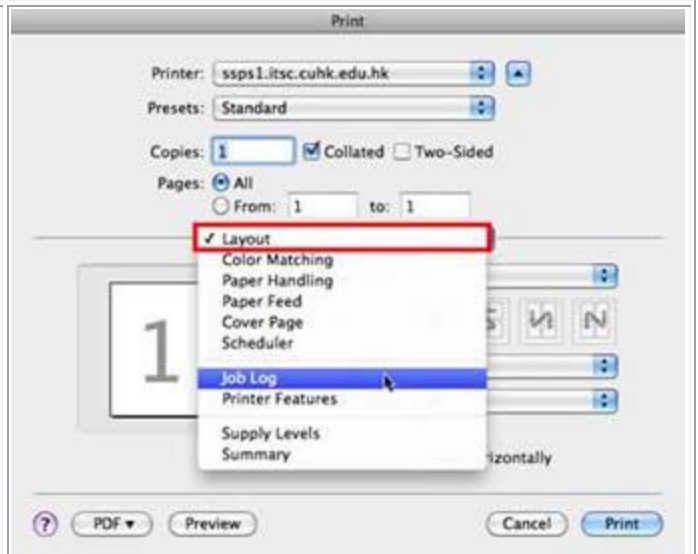 Print
Printer: ssps1.itsc.cuhk.edu.hk
Presets: Standard
Copies: 1 Collated Two-Sided
Pages: All
From: 1 to: 1
✓ Layout
Color Matching
Paper Handling
Paper Feed
Cover Page
Scheduler
Job Log
Printer Features
Supply Levels
Summary
rizontally
1
? PDF ▾ Preview Cancel Print